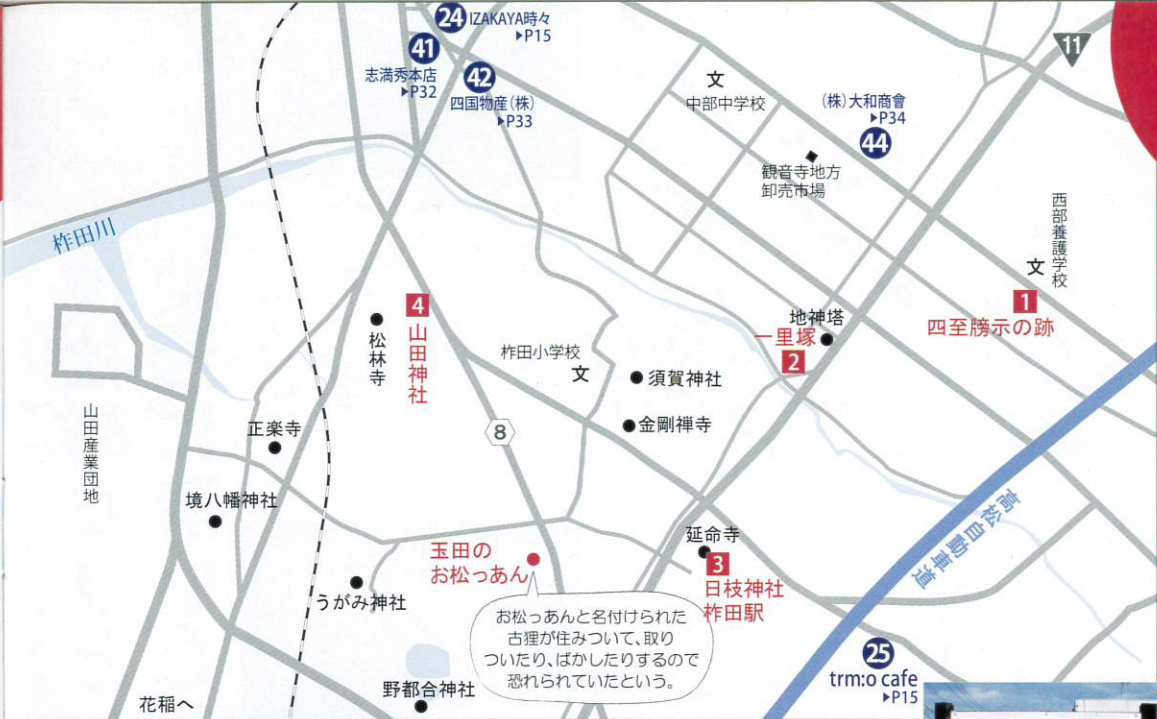 24 IZAKAYA時々
▶P15
41
志満秀本店
▶P32
42
四国物産(株)
▶P33
文
中部中学校
(株)大和商會
▶P34
44
11
観音寺地方
卸売市場
西部養護学校
文
1
四至牓示の跡
柞田川
4
山田神社
松林寺
地神塔
一里塚
2
柞田小学校
文
須賀神社
金剛禅寺
8
正楽寺
山田産業団地
境八幡神社
高松自動車道
延命寺
3
日枝神社
柞田駅
玉田の
お松っあん
うがみ神社
お松っあんと名付けられた
古狸が住みついて、取り
ついたり、ばかしたりするので
恐れられていたという。
25
trm:o cafe
▶P15
野都合神社
花稲へ